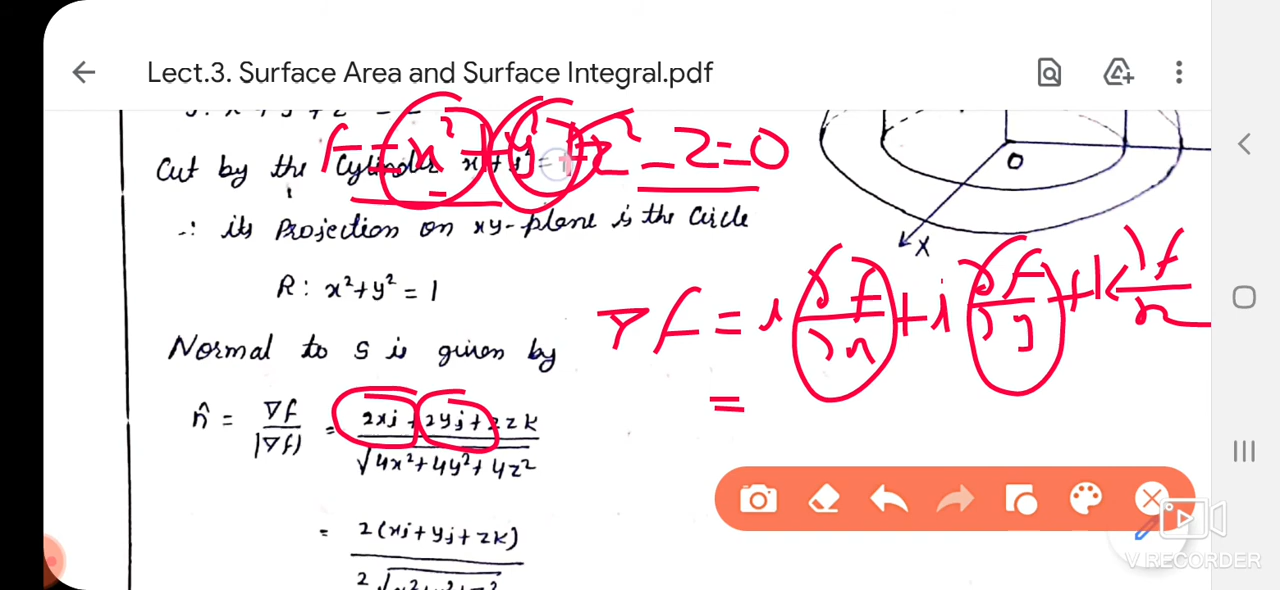 Lect.3. Surface Area and Surface Integral.pdf
f = x² + y² + z² - 2 = 0
Cut by the Cylinder x² + y² = 1
∴ its Projection on xy-plane is the Circle
R: x²+y² = 1
Normal to S is given by
n̂ = ∇f / |∇f| = 2xi + 2yj + 2zk / √4x²+4y²+4z²
= 2(xi + yj + zk)
2
O
X
∇f = i ∂f/∂x + j ∂f/∂y + k ∂f
=
V RECORDER